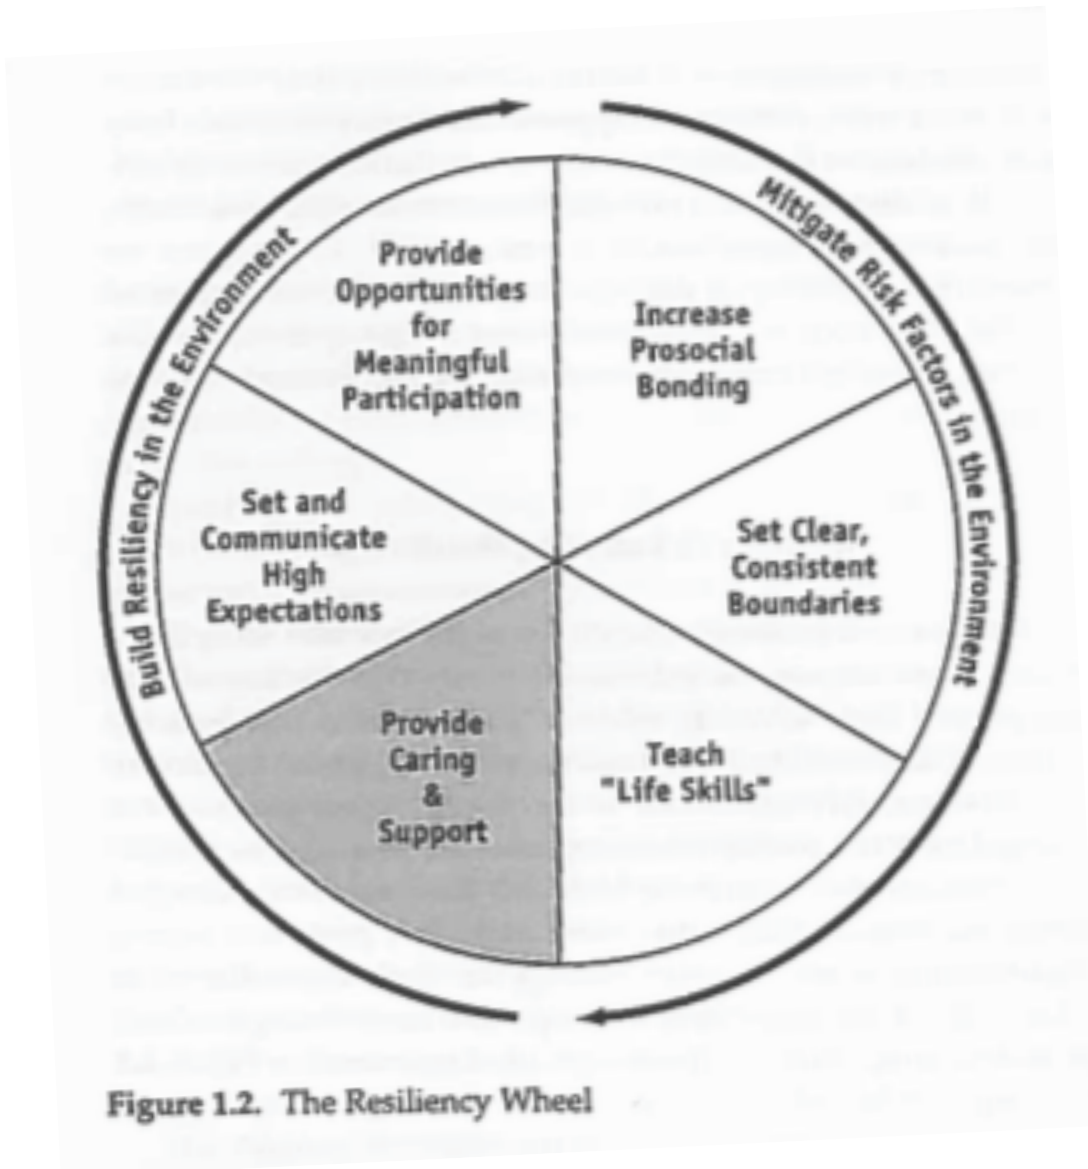 Build Resiliency in the Environment
Mitigate Risk Factors in the Environment
Provide
Opportunities
for
Meaningful
Participation
Increase
Prosocial
Bonding
Set and
Communicate
High
Expectations
Set Clear,
Consistent
Boundaries
Provide
Caring
&
Support
Teach
"Life Skills"
Figure 1.2. The Resiliency Wheel